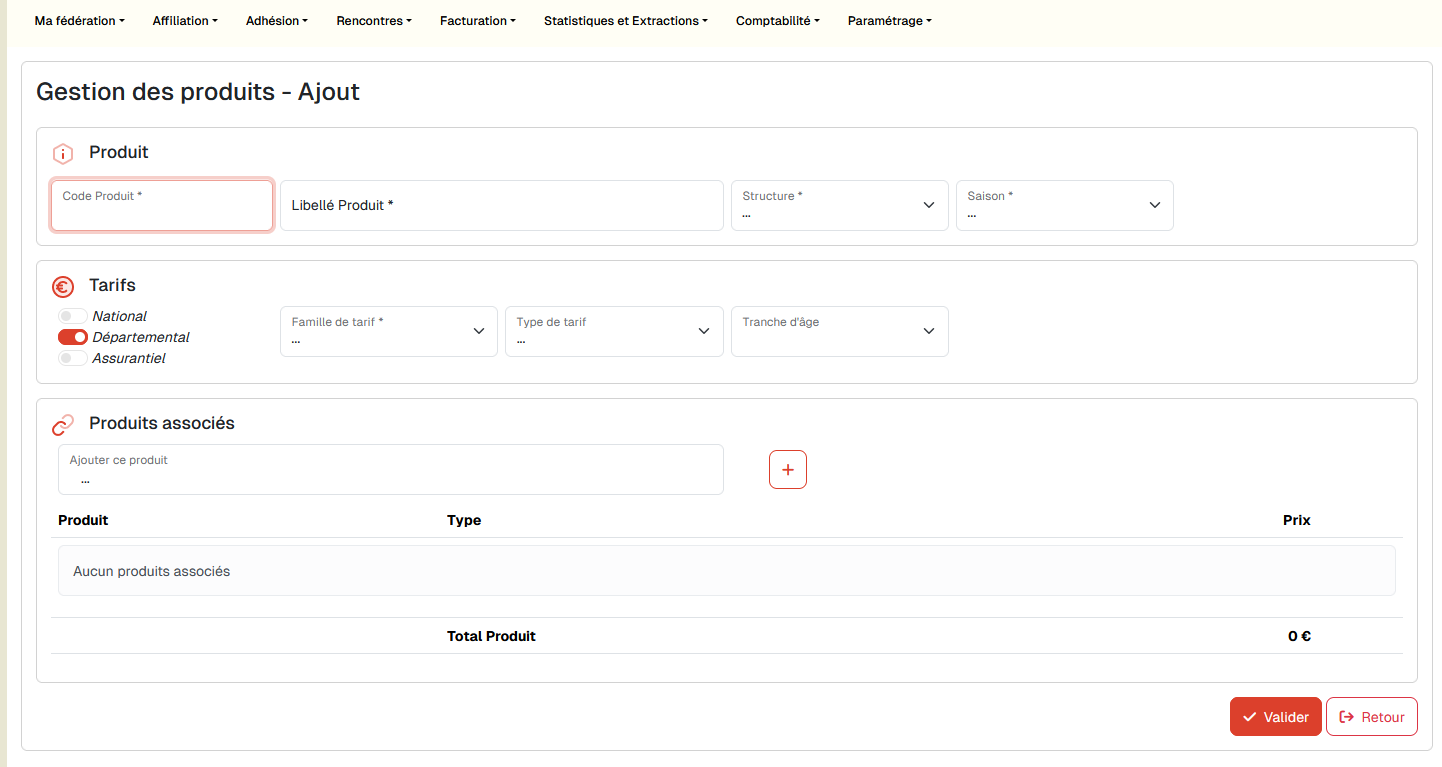 Ma fédération Affiliation Adhésion Rencontres Facturation Statistiques et Extractions Comptabilité Paramétrage
Gestion des produits - Ajout
Produit
Code Produit * Libellé Produit * Structure * Saison *
... ...
Tarifs
National
Départemental
Assurantiel
Famille de tarif * Type de tarif Tranche d'âge
... ...
Produits associés
Ajouter ce produit
...
+
Produit Type Prix
Aucun produits associés
Total Produit 0 €
Valider Retour